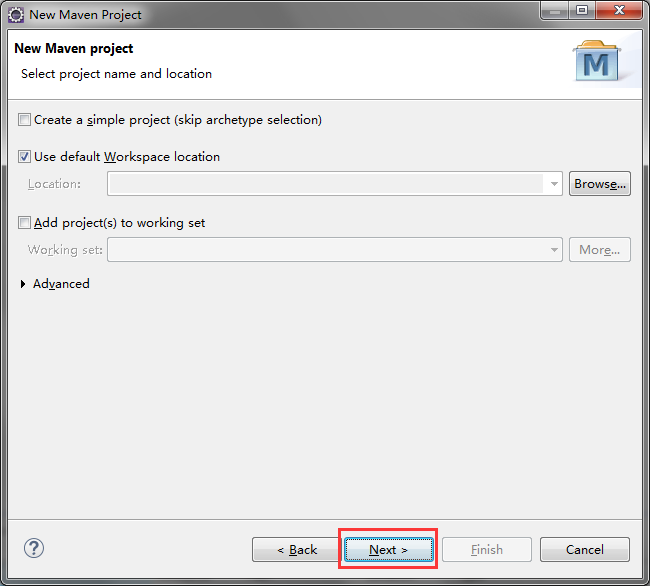 New Maven Project
New Maven project
Select project name and location
M
Create a simple project (skip archetype selection)
Use default Workspace location
Location:
Browse...
Add project(s) to working set
Working set:
More...
Advanced
?
< Back
Next >
Finish
Cancel